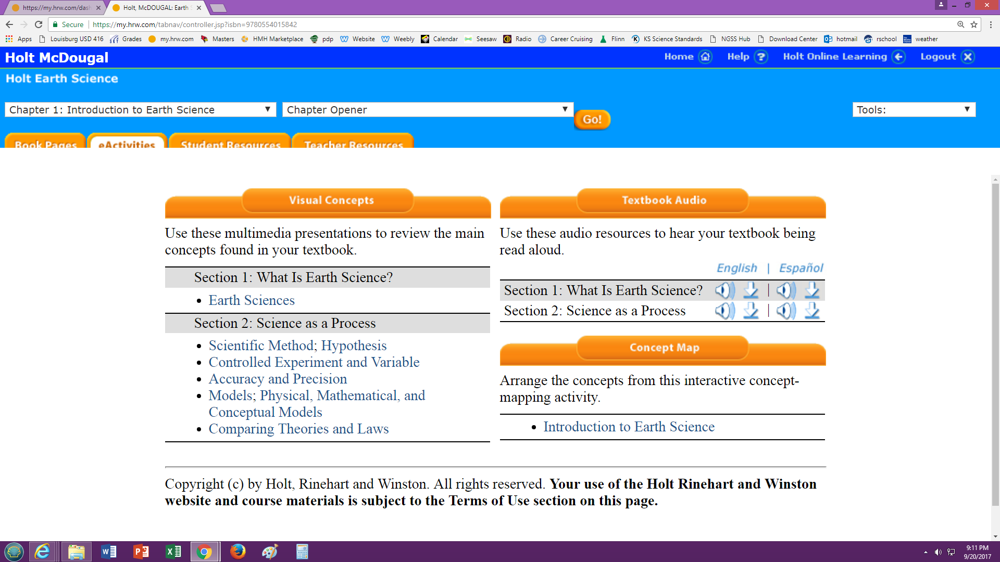 https://my.hrw.com/dash
Holt, McDOUGAL: Earth S
Secure
https://my.hrw.com/tabnav/controller.jsp?isbn=9780554015842
Apps Louisburg USD 416 Grades my.hrw.com Masters HMH Marketplace pdp Website Weebly Calendar Seesaw Radio Career Cruising Flinn KS Science Standards NGSS Hub Download Center hotmail rschool weather
Holt McDougal
Home Help ? Holt Online Learning Logout
Holt Earth Science
Chapter 1: Introduction to Earth Science
Chapter Opener
Go!
Tools:
Book Pages eActivities Student Resources Teacher Resources
Visual Concepts
Use these multimedia presentations to review the main
concepts found in your textbook.
Section 1: What Is Earth Science?
• Earth Sciences
Section 2: Science as a Process
• Scientific Method; Hypothesis
• Controlled Experiment and Variable
• Accuracy and Precision
• Models; Physical, Mathematical, and
Conceptual Models
• Comparing Theories and Laws
Textbook Audio
Use these audio resources to hear your textbook being
read aloud.
English | Español
Section 1: What Is Earth Science? |
Section 2: Science as a Process |
Concept Map
Arrange the concepts from this interactive concept-
mapping activity.
• Introduction to Earth Science
Copyright (c) by Holt, Rinehart and Winston. All rights reserved. Your use of the Holt Rinehart and Winston
website and course materials is subject to the Terms of Use section on this page.
9:11 PM
9/20/2017